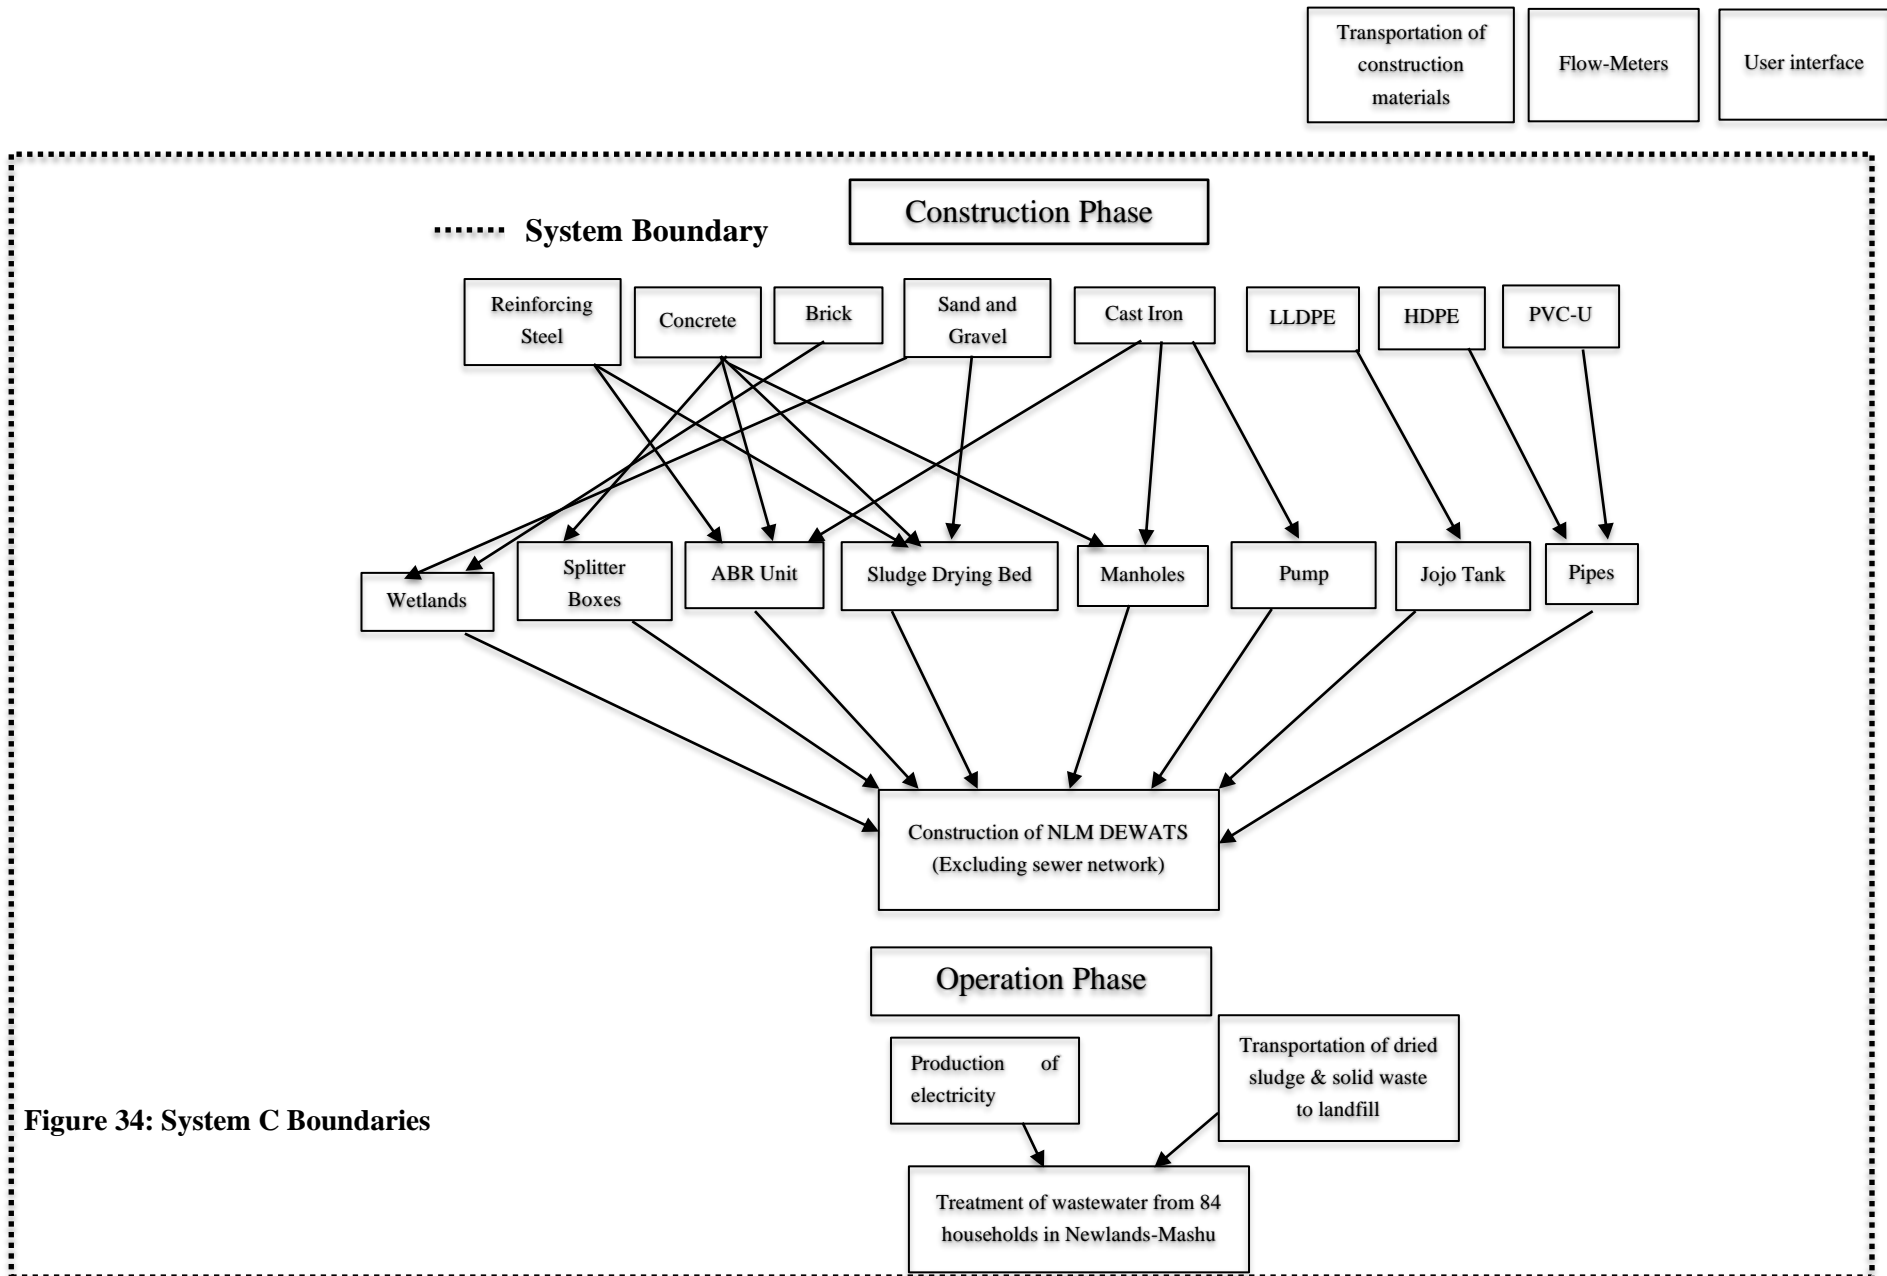 Transportation of
construction
materials
Flow-Meters
User interface
Construction Phase
System Boundary
Reinforcing
Steel
Concrete
Brick
Sand and
Gravel
Cast Iron
LLDPE
HDPE
PVC-U
Wetlands
Splitter
Boxes
ABR Unit
Sludge Drying Bed
Manholes
Pump
Jojo Tank
Pipes
Construction of NLM DEWATS
(Excluding sewer network)
Operation Phase
Production of
electricity
Transportation of dried
sludge & solid waste
to landfill
Figure 34: System C Boundaries
Treatment of wastewater from 84
households in Newlands-Mashu